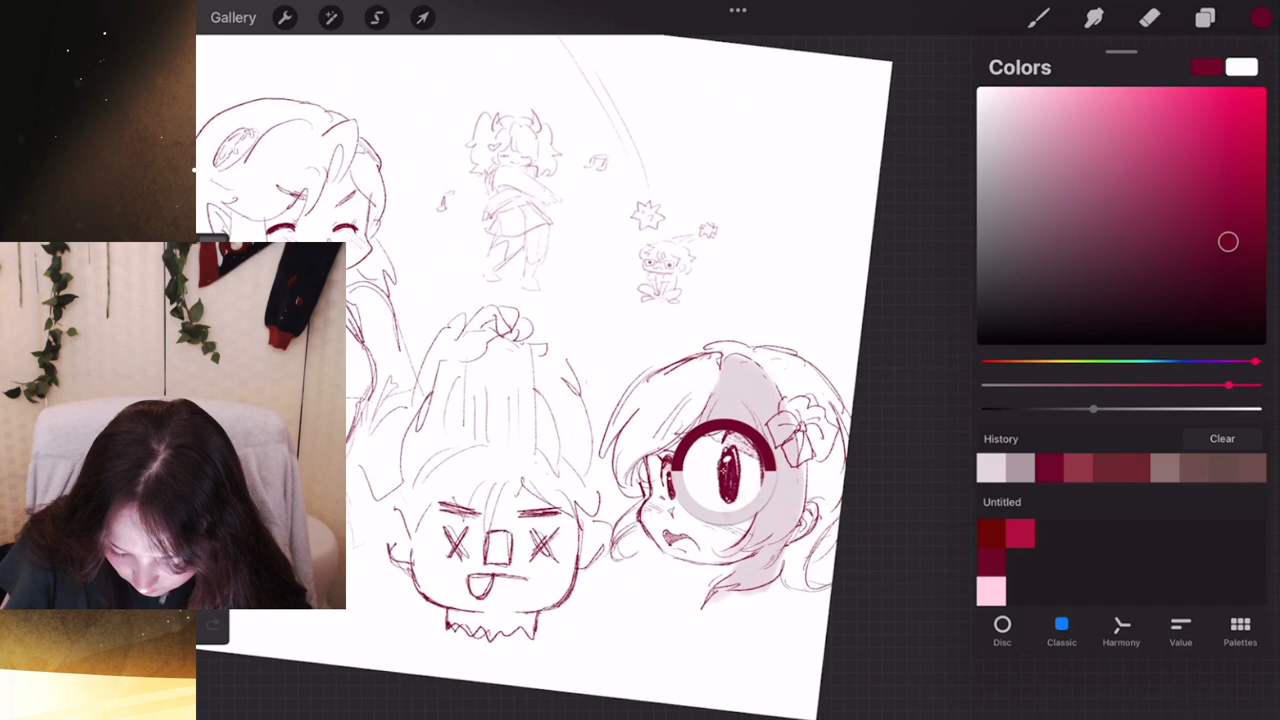 Gallery
Colors
History
Clear
Untitled
Disc
Classic
Harmony
Value
Palettes